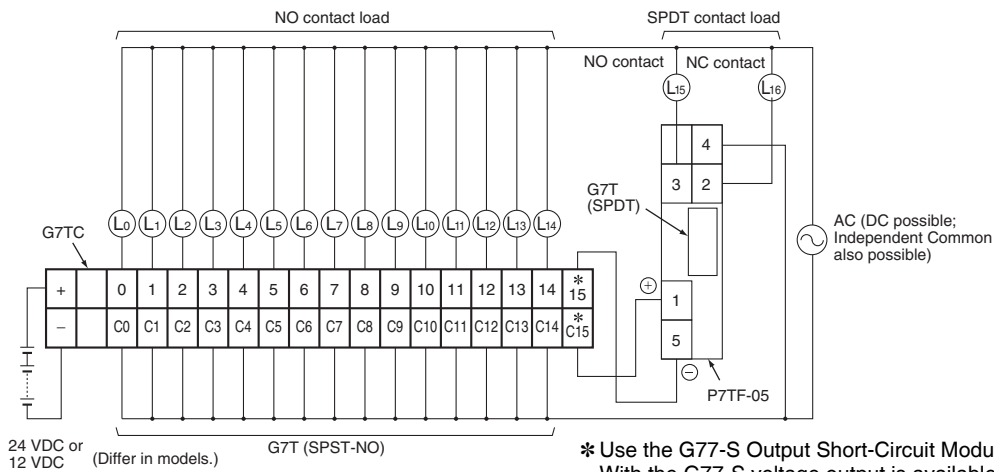 NO contact load
SPDT contact load
NO contact
NC contact
L15
L16
4
3 2
G7T
(SPDT)
AC (DC possible;
Independent Common
also possible)
L0 L1 L2 L3 L4 L5 L6 L7 L8 L9 L10 L11 L12 L13 L14
G7TC
+ 0 1 2 3 4 5 6 7 8 9 10 11 12 13 14 * 15
− C0 C1 C2 C3 C4 C5 C6 C7 C8 C9 C10 C11 C12 C13 C14 * C15
+
1
5
−
P7TF-05
24 VDC or
12 VDC
(Differ in models.)
G7T (SPST-NO)
* Use the G77-S Output Short-Circuit Modu
With the G77-S voltage output is available